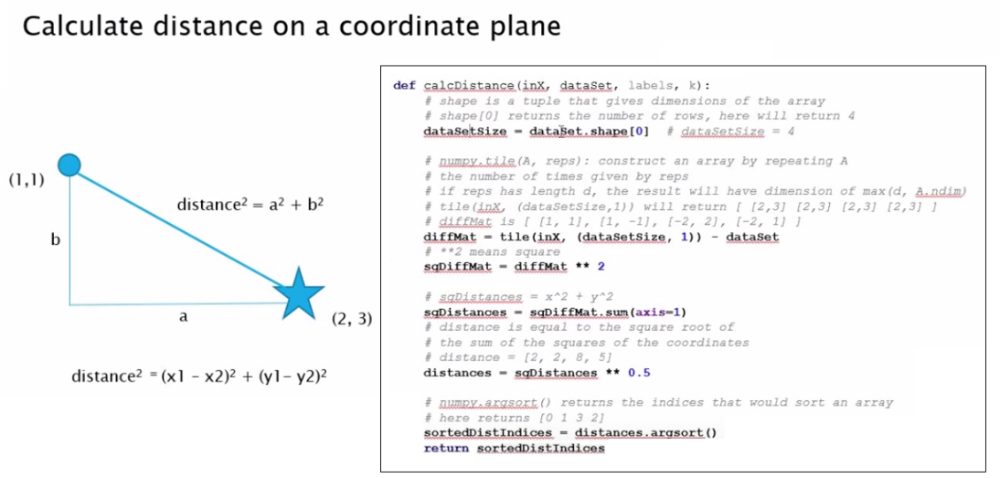 Calculate distance on a coordinate plane
(1,1)
distance² = a² + b²
b
a
(2, 3)
distance² = (x1 - x2)² + (y1- y2)²
def calcDistance(inX, dataSet, labels, k):
# shape is a tuple that gives dimensions of the array
# shape[0] returns the number of rows, here will return 4
dataSetSize = dataSet.shape[0]  # dataSetSize = 4
# numpy.tile(A, reps): construct an array by repeating A
# the number of times given by reps
# if reps has length d, the result will have dimension of max(d, A.ndim)
# tile(inX, (dataSetSize,1)) will return [ [2,3] [2,3] [2,3] [2,3] ]
# diffMat is [ [1, 1], [1, -1], [-2, 2], [-2, 1] ]
diffMat = tile(inX, (dataSetSize, 1)) - dataSet
# **2 means square
sqDiffMat = diffMat ** 2
# sqDistances = x^2 + y^2
sqDistances = sqDiffMat.sum(axis=1)
# distance is equal to the square root of
# the sum of the squares of the coordinates
# distance = [2, 2, 8, 5]
distances = sqDistances ** 0.5
# numpy.argsort() returns the indices that would sort an array
# here returns [0 1 3 2]
sortedDistIndices = distances.argsort()
return sortedDistIndices